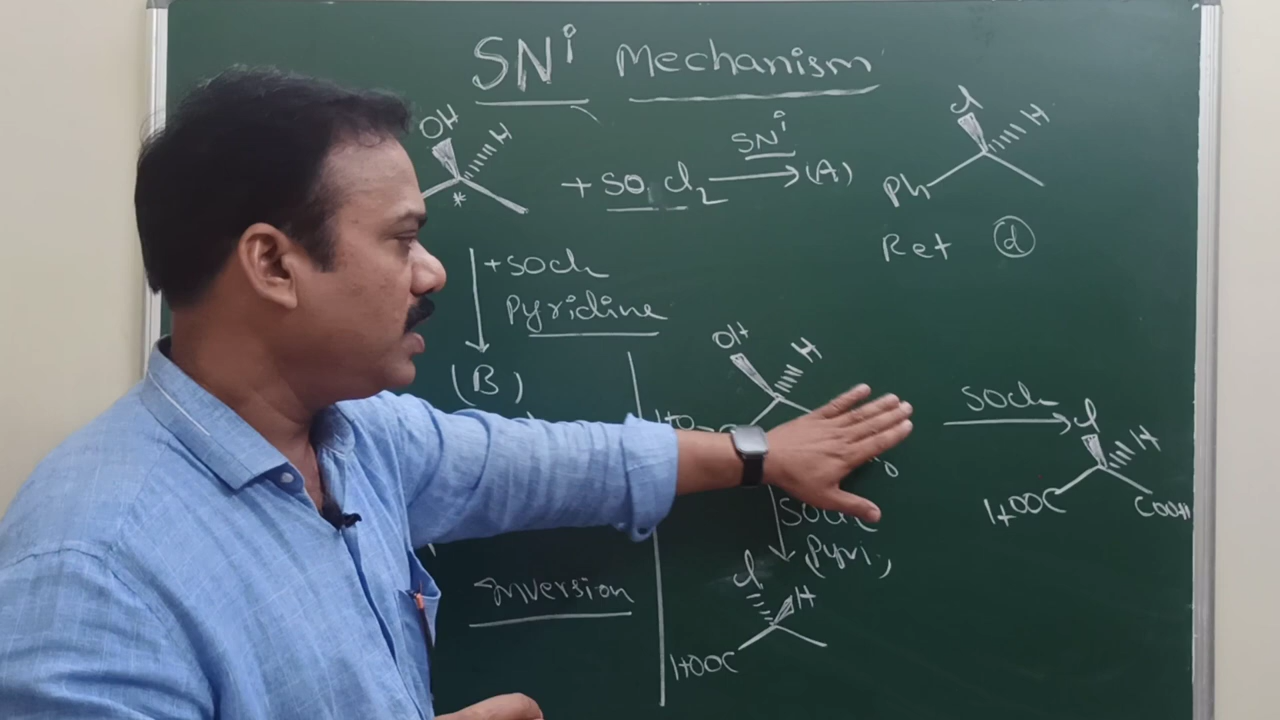 SNi Mechanism
OH H
*
+ SOCl2 SNi (A)
Cl H
Ph
Ret d
+ SOCl2
Pyridine
(B)
Inversion
OH H
HO
SOCl2
Cl H
HOOC COOH
SOCl2
Pyri,
Cl H
HOOC